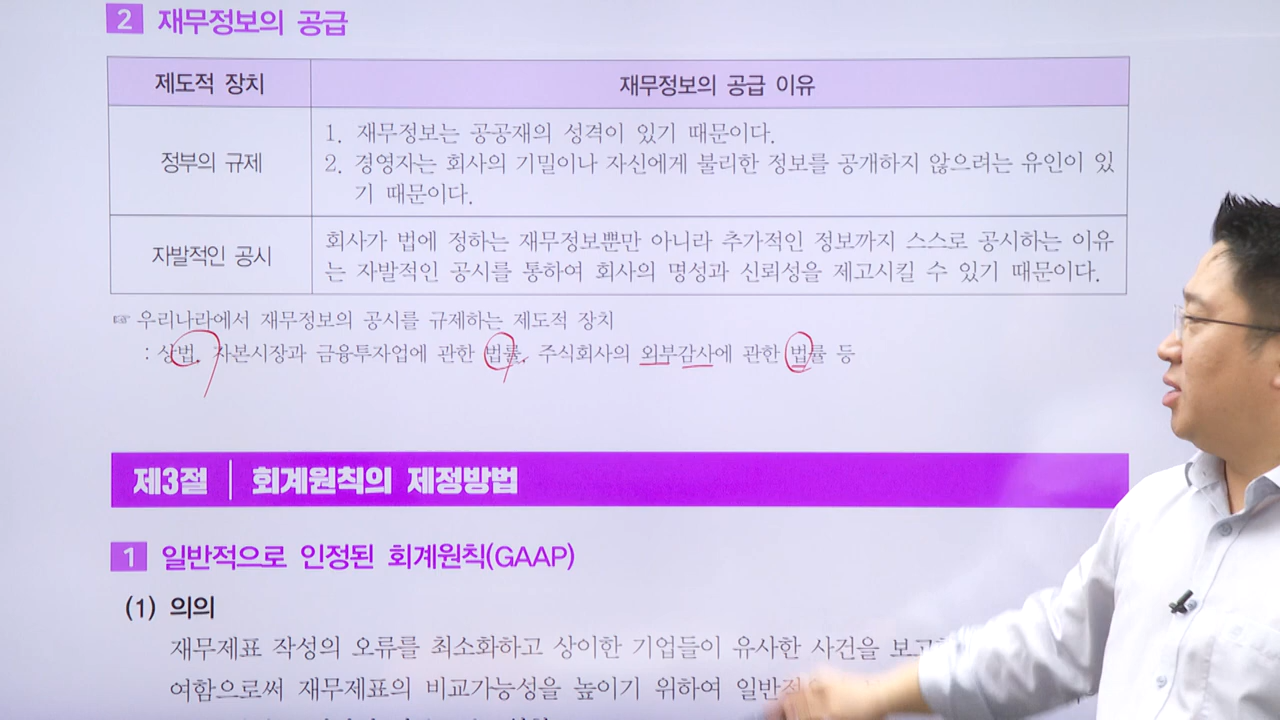 2 재무정보의 공급
제도적 장치 재무정보의 공급 이유
정부의 규제
1. 재무정보는 공공재의 성격이 있기 때문이다.
2. 경영자는 회사의 기밀이나 자신에게 불리한 정보를 공개하지 않으려는 유인이 있
기 때문이다.
자발적인 공시
회사가 법에 정하는 재무정보뿐만 아니라 추가적인 정보까지 스스로 공시하는 이유
는 자발적인 공시를 통하여 회사의 명성과 신뢰성을 제고시킬 수 있기 때문이다.
☞ 우리나라에서 재무정보의 공시를 규제하는 제도적 장치
: 상법, 자본시장과 금융투자업에 관한 법률, 주식회사의 외부감사에 관한 법률 등
제3절 회계원칙의 제정방법
1 일반적으로 인정된 회계원칙(GAAP)
(1) 의의
재무제표 작성의 오류를 최소화하고 상이한 기업들이 유사한 사건을
여함으로써 재무제표의 비교가능성을 높이기 위하여